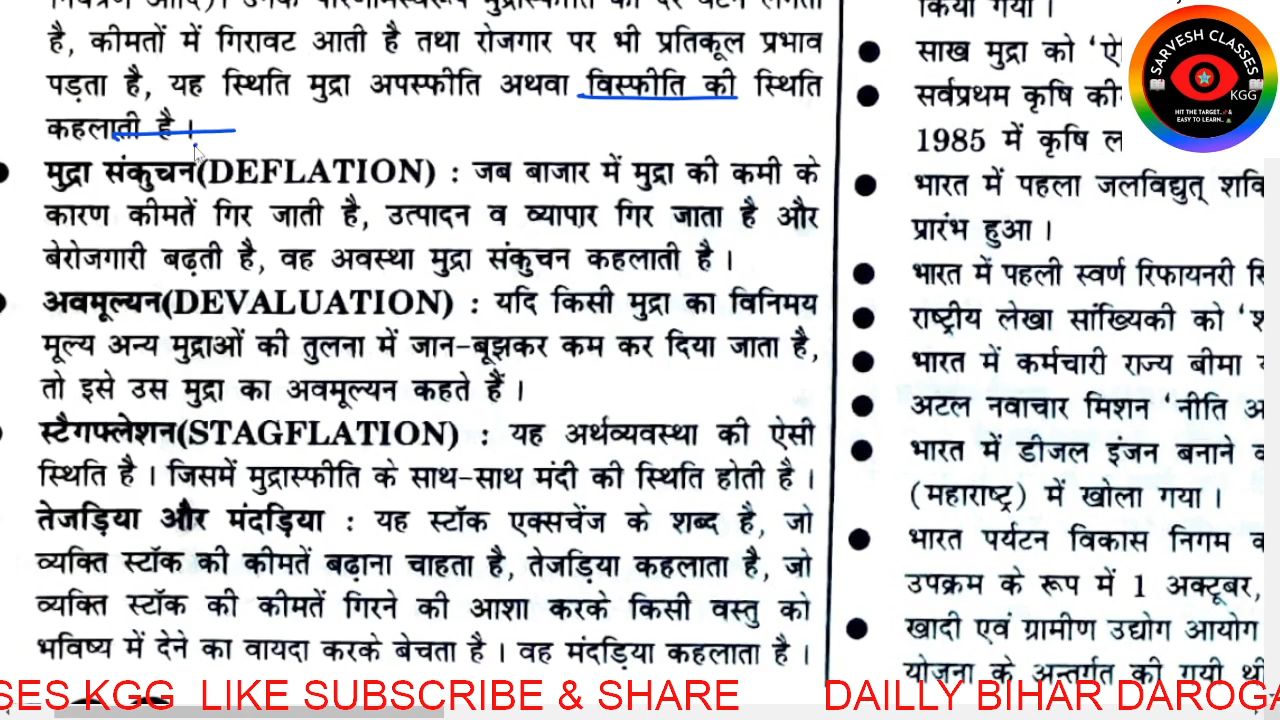 है, कीमतों में गिरावट आती है तथा रोजगार पर भी प्रतिकूल प्रभाव
पड़ता है, यह स्थिति मुद्रा अपस्फीति अथवा विस्फीति की स्थिति
कहलाती है ।
मुद्रा संकुचन(DEFLATION) : जब बाजार में मुद्रा की कमी के
कारण कीमतें गिर जाती है, उत्पादन व व्यापार गिर जाता है और
बेरोजगारी बढ़ती है, वह अवस्था मुद्रा संकुचन कहलाती है ।
अवमूल्यन(DEVALUATION) : यदि किसी मुद्रा का विनिमय
मूल्य अन्य मुद्राओं की तुलना में जान-बूझकर कम कर दिया जाता है,
तो इसे उस मुद्रा का अवमूल्यन कहते हैं ।
स्टैगफ्लेशन(STAGFLATION) : यह अर्थव्यवस्था की ऐसी
स्थिति है । जिसमें मुद्रास्फीति के साथ-साथ मंदी की स्थिति होती है ।
तेजड़िया और मंदड़िया : यह स्टॉक एक्सचेंज के शब्द है, जो
व्यक्ति स्टॉक की कीमतें बढ़ाना चाहता है, तेजड़िया कहलाता है, जो
व्यक्ति स्टॉक की कीमतें गिरने की आशा करके किसी वस्तु को
भविष्य में देने का वायदा करके बेचता है । वह मंदड़िया कहलाता है ।
किया गया ।
साख मुद्रा को
सर्वप्रथम कृषि
1985 में कृषि
भारत में पहला जलविद्युत्
प्रारंभ हुआ ।
भारत में पहली स्वर्ण रिफायनरी
राष्ट्रीय लेखा सांख्यिकी को
भारत में कर्मचारी राज्य बीमा
अटल नवाचार मिशन 'नीति
भारत में डीजल इंजन बनाने
(महाराष्ट्र) में खोला गया ।
भारत पर्यटन विकास निगम
उपक्रम के रूप में 1 अक्टूबर,
खादी एवं ग्रामीण उद्योग आयोग
योजना के अन्तर्गत की गयी
SARVESH CLASSES
KGG
HIT THE TARGET..
& EASY TO LEARN..
SES KGG LIKE SUBSCRIBE & SHARE DAILLY BIHAR DAROGA